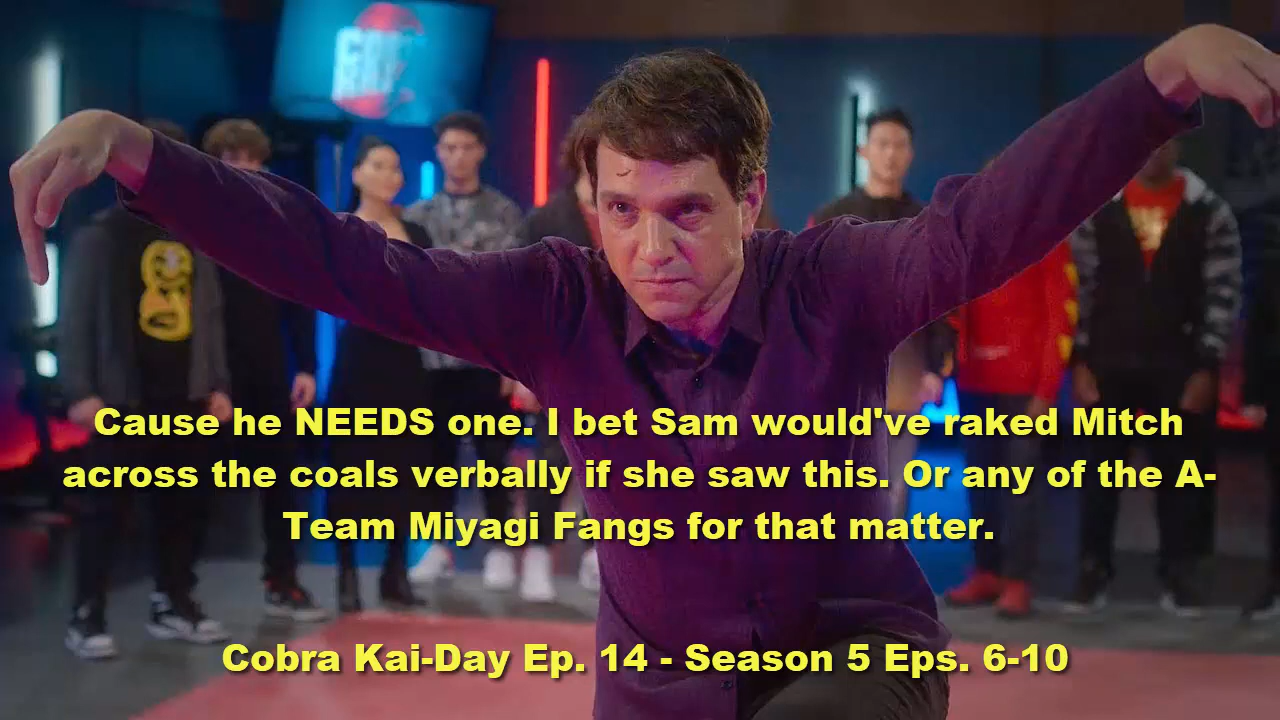 Cause he NEEDS one. I bet Sam would've raked Mitch
across the coals verbally if she saw this. Or any of the A-
Team Miyagi Fangs for that matter.
Cobra Kai-Day Ep. 14 - Season 5 Eps. 6-10